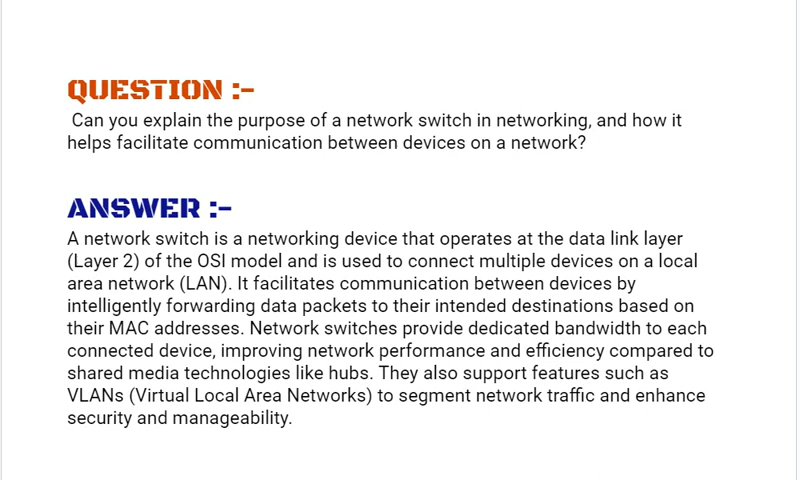 QUESTION :-
Can you explain the purpose of a network switch in networking, and how it
helps facilitate communication between devices on a network?
ANSWER :-
A network switch is a networking device that operates at the data link layer
(Layer 2) of the OSI model and is used to connect multiple devices on a local
area network (LAN). It facilitates communication between devices by
intelligently forwarding data packets to their intended destinations based on
their MAC addresses. Network switches provide dedicated bandwidth to each
connected device, improving network performance and efficiency compared to
shared media technologies like hubs. They also support features such as
VLANs (Virtual Local Area Networks) to segment network traffic and enhance
security and manageability.